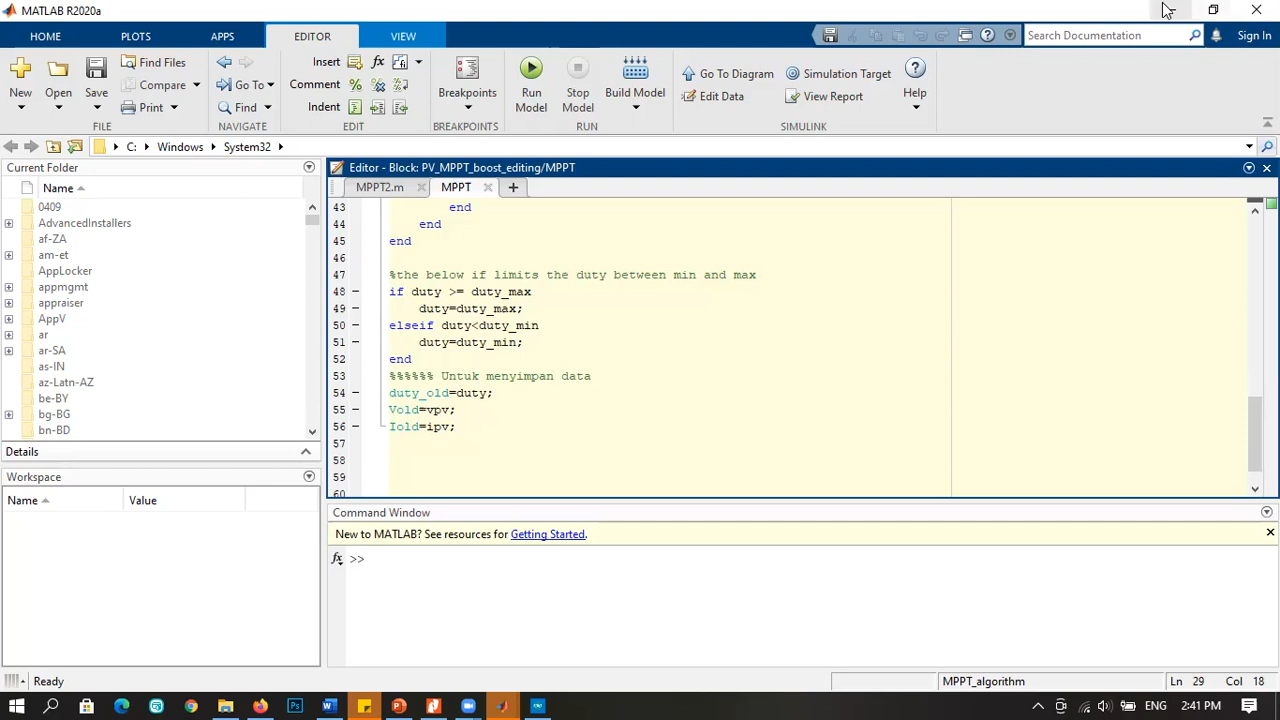 MATLAB R2020a
HOME PLOTS APPS EDITOR VIEW
Search Documentation
Sign In
New
Open
Save
Find Files
Compare
Print
Go To
Find
Insert
fx
Comment
Indent
Breakpoints
Run Model
Stop Model
Build Model
Go To Diagram
Edit Data
Simulation Target
View Report
Help
FILE NAVIGATE EDIT BREAKPOINTS RUN SIMULINK
C: Windows System32
Current Folder
Name
0409
AdvancedInstallers
af-ZA
am-et
AppLocker
appmgmt
appraiser
AppV
ar
ar-SA
as-IN
az-Latn-AZ
be-BY
bg-BG
bn-BD
Details
Workspace
Name Value
Editor - Block: PV_MPPT_boost_editing/MPPT
MPPT2.m MPPT
43 end
44 end
45 end
46
47 %the below if limits the duty between min and max
48 if duty >= duty_max
49 duty=duty_max;
50 elseif duty<duty_min
51 duty=duty_min;
52 end
53 %%%%%% Untuk menyimpan data
54 duty_old=duty;
55 Vold=vpv;
56 Iold=ipv;
57
58
59
60
Command Window
New to MATLAB? See resources for Getting Started.
fx >>
Ready
MPPT_algorithm
Ln 29 Col 18
ENG 2:41 PM